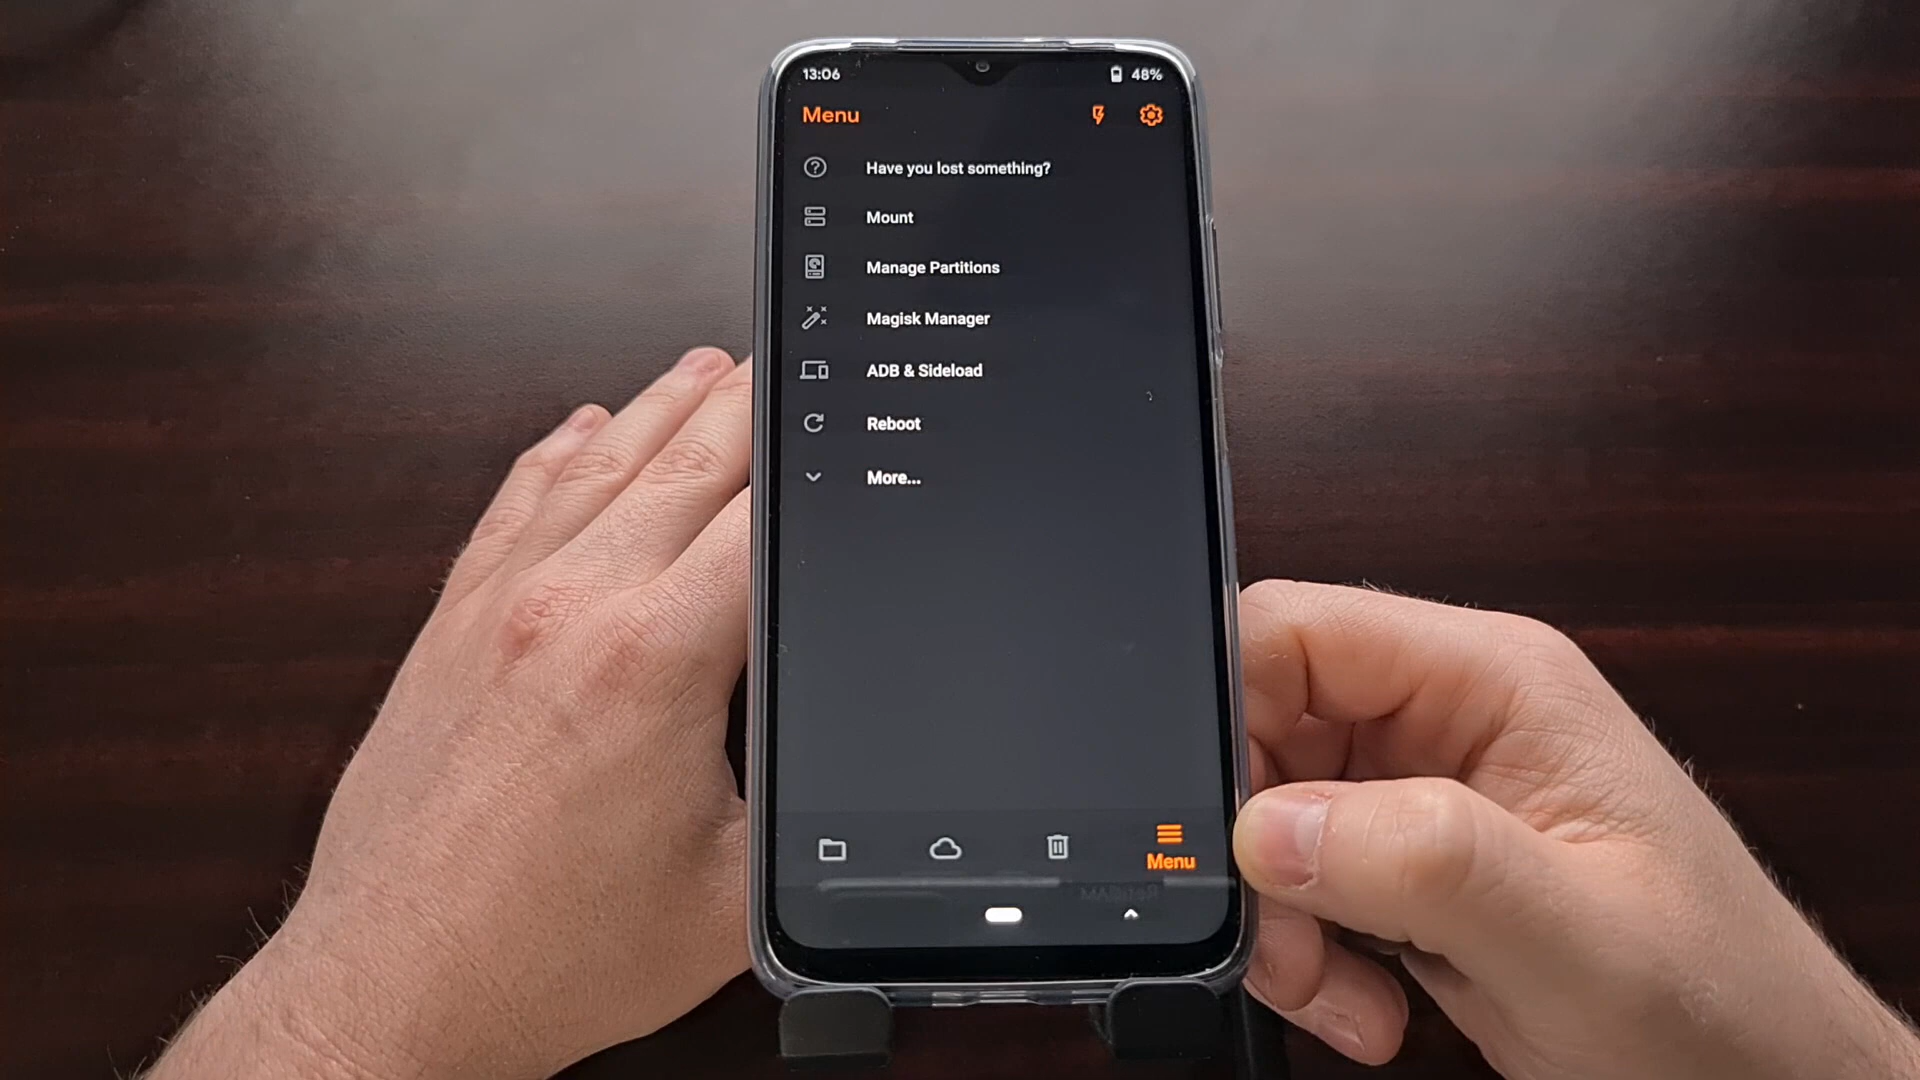 13:06 48%
Menu
Have you lost something?
Mount
Manage Partitions
Magisk Manager
ADB & Sideload
Reboot
More...
Menu